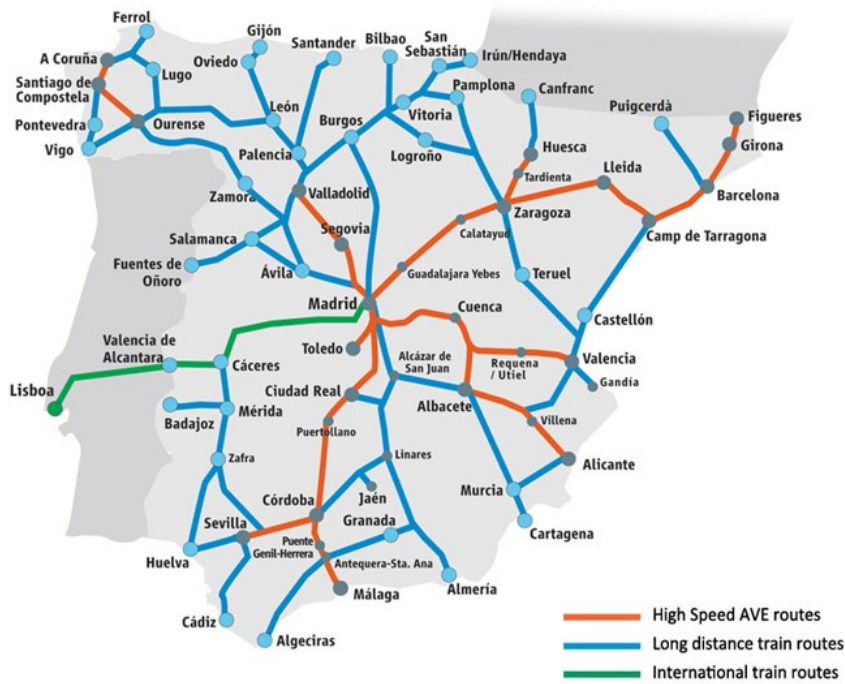 Ferrol
Gijón
A Coruña
Oviedo
Santander
Bilbao
San
Sebastián
Irún/Hendaya
Santiago de
Compostela
Lugo
León
Pamplona
Canfranc
Puigcerdà
Figueres
Pontevedra
Ourense
Burgos
Vitoria
Girona
Vigo
Palencia
Logroño
Huesca
Tardienta
Lleida
Zamora
Valladolid
Zaragoza
Barcelona
Salamanca
Segovia
Calatayud
Camp de Tarragona
Fuentes de
Oñoro
Ávila
Guadalajara Yebes
Teruel
Madrid
Cuenca
Castellón
Valencia de
Alcantara
Toledo
Alcázar de
San Juan
Requena
/ Utiel
Valencia
Lisboa
Cáceres
Ciudad Real
Albacete
Gandía
Badajoz
Mérida
Puertollano
Villena
Zafra
Linares
Alicante
Córdoba
Jaén
Murcia
Sevilla
Granada
Cartagena
Huelva
Puente
Genil-Herrera
Antequera-Sta. Ana
Málaga
Almería
Cádiz
Algeciras
High Speed AVE routes
Long distance train routes
International train routes